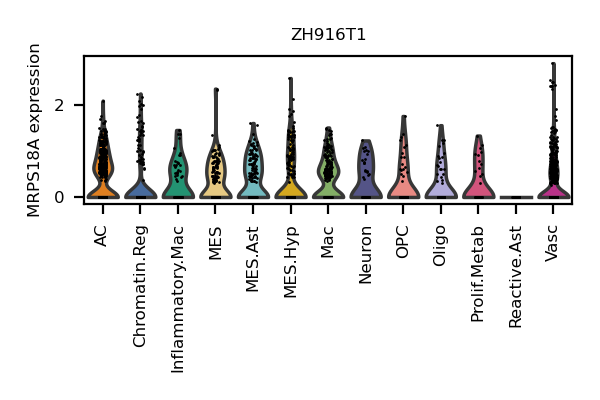 ZH916T1
MRPS18A expression
2
0
AC
Chromatin.Reg
Inflammatory.Mac
MES
MES.Ast
MES.Hyp
Mac
Neuron
OPC
Oligo
Prolif.Metab
Reactive.Ast
Vasc